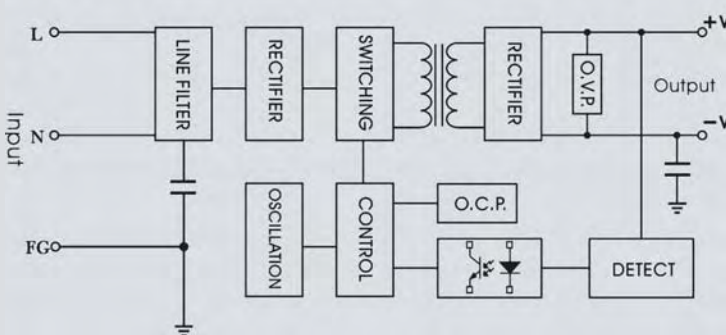 L
LINE FILTER
RECTIFIER
SWITCHING
RECTIFIER
O.V.P.
+V
Output
-V
Input
N
FG
OSCILLATION
CONTROL
O.C.P.
DETECT